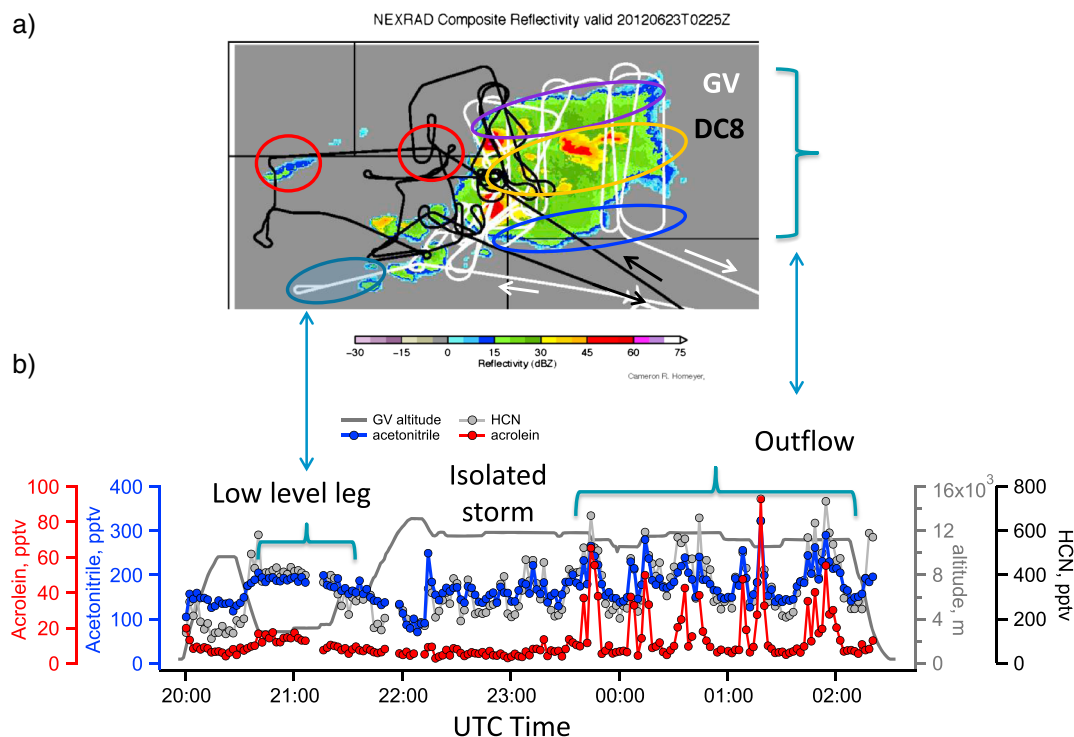 a)
NEXRAD Composite Reflectivity valid 20120623T0225Z
GV
DC8
-30 -15 0 15 30 45 60 75
Reflectivity (dBZ)
Cameron R. Homeyer,
b)
GV altitude
HCN
acetonitrile
acrolein
Outflow
Isolated
storm
Low level leg
100
80
60
40
20
0
Acrolein, pptv
400
300
200
100
0
Acetonitrile, pptv
16x10³
12
8
4
0
altitude, m
800
600
400
200
0
HCN, pptv
20:00 21:00 22:00 23:00 00:00 01:00 02:00
UTC Time